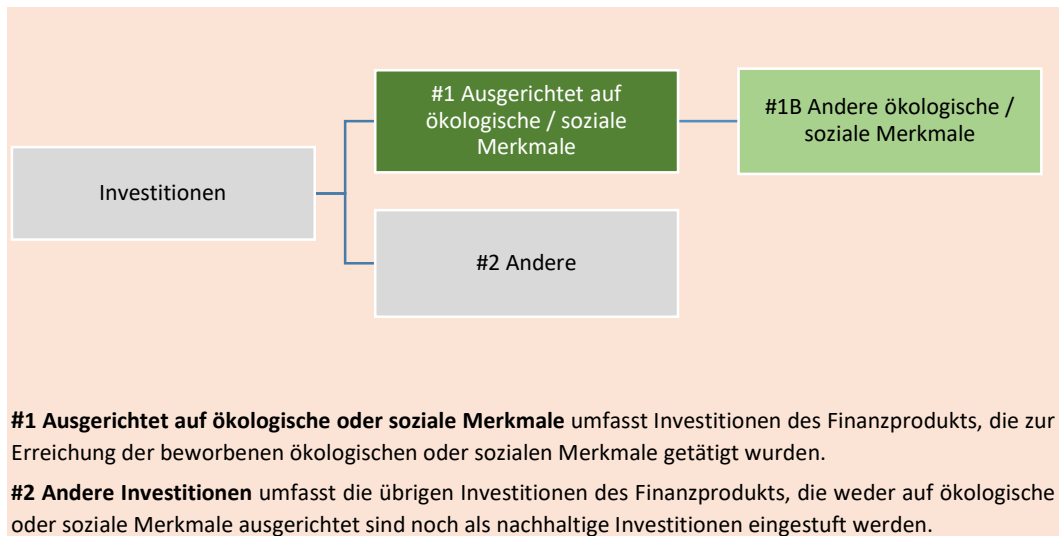 #1 Ausgerichtet auf
ökologische / soziale
Merkmale
#1B Andere ökologische /
soziale Merkmale
Investitionen
#2 Andere
#1 Ausgerichtet auf ökologische oder soziale Merkmale umfasst Investitionen des Finanzprodukts, die zur
Erreichung der beworbenen ökologischen oder sozialen Merkmale getätigt wurden.
#2 Andere Investitionen umfasst die übrigen Investitionen des Finanzprodukts, die weder auf ökologische
oder soziale Merkmale ausgerichtet sind noch als nachhaltige Investitionen eingestuft werden.